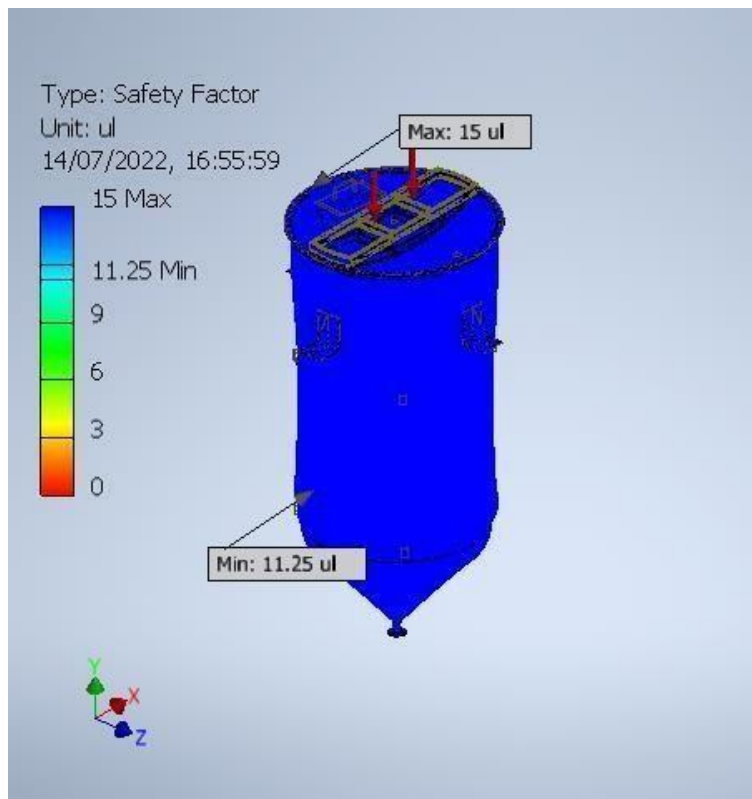 Type: Safety Factor
Unit: ul
14/07/2022, 16:55:59
Max: 15 ul
15 Max
11.25 Min
9
6
3
0
Min: 11.25 ul
Y
X
Z